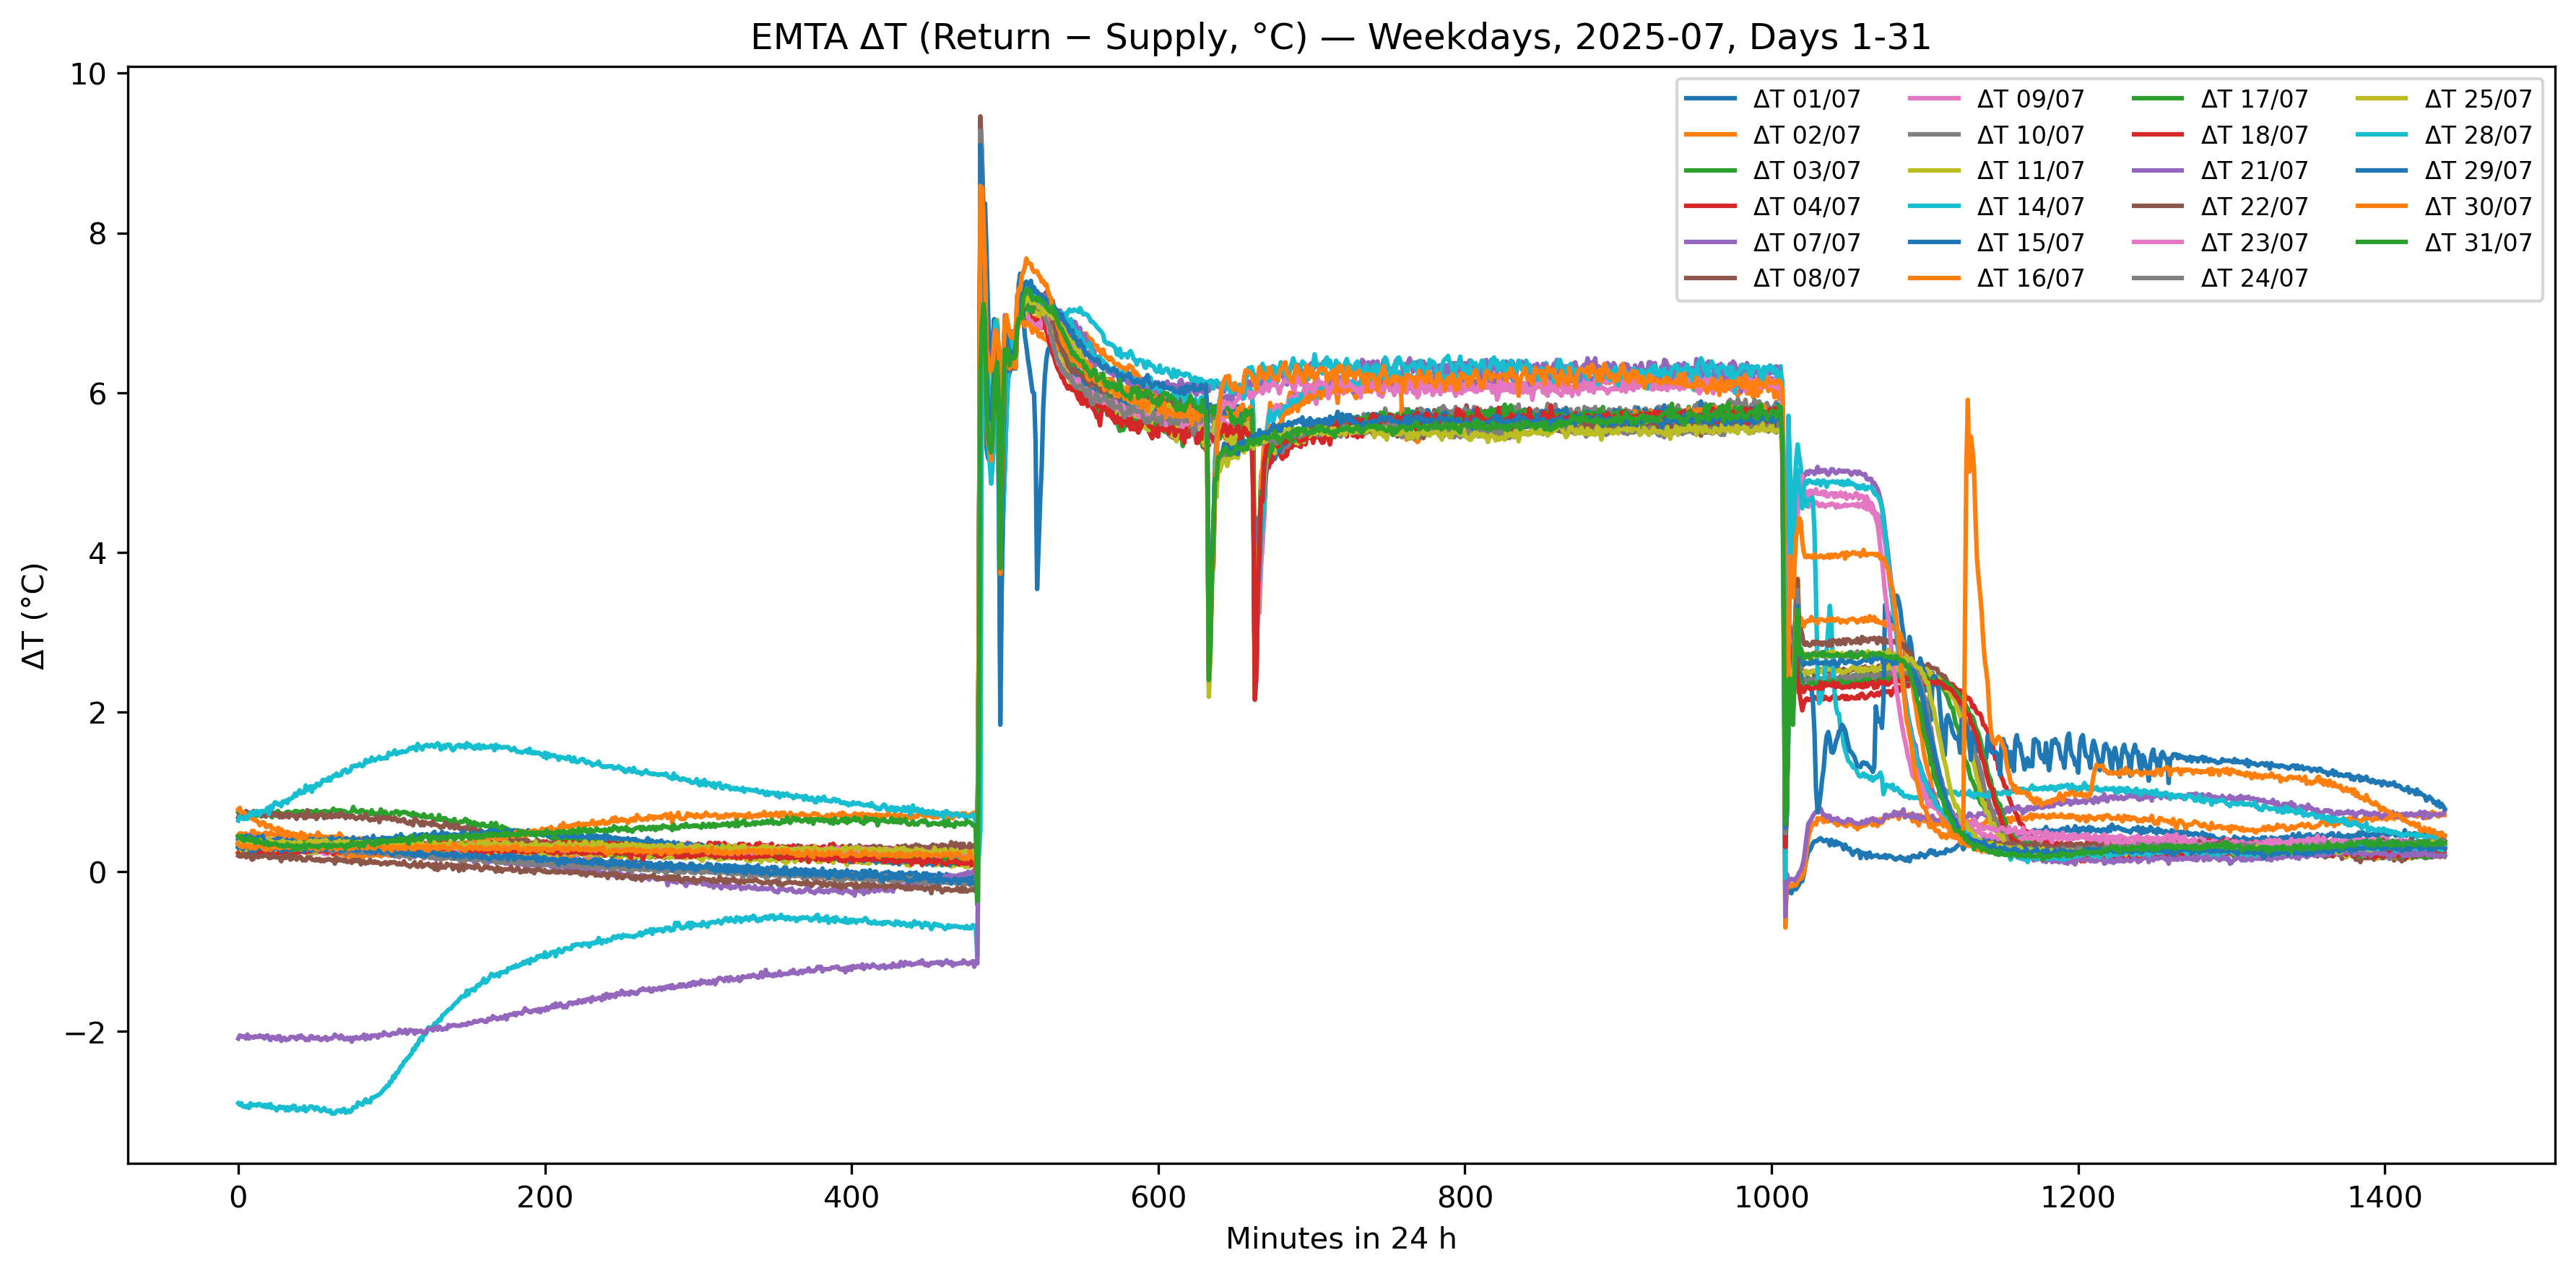 EMTA ΔT (Return − Supply, °C) — Weekdays, 2025-07, Days 1-31
10
8
6
4
2
0
−2
ΔT (°C)
ΔT 01/07
ΔT 02/07
ΔT 03/07
ΔT 04/07
ΔT 07/07
ΔT 08/07
ΔT 09/07
ΔT 10/07
ΔT 11/07
ΔT 14/07
ΔT 15/07
ΔT 16/07
ΔT 17/07
ΔT 18/07
ΔT 21/07
ΔT 22/07
ΔT 23/07
ΔT 24/07
ΔT 25/07
ΔT 28/07
ΔT 29/07
ΔT 30/07
ΔT 31/07
0 200 400 600 800 1000 1200 1400
Minutes in 24 h